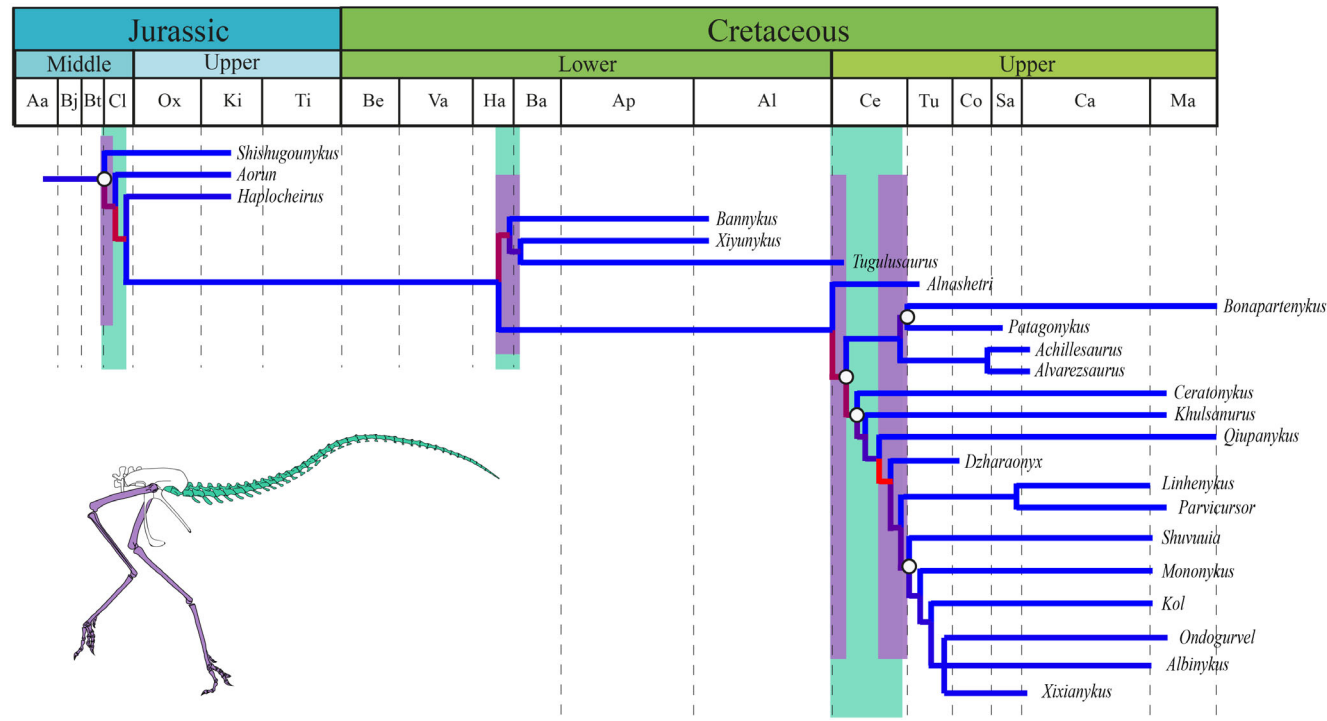 Jurassic Cretaceous
Middle Upper Lower Upper
Aa Bj Bt Cl Ox Ki Ti Be Va Ha Ba Ap Al Ce Tu Co Sa Ca Ma
Shishugounykus
Aorun
Haplocheirus
Bannykus
Xiyunykus
Tugulusaurus
Alnashetri
Bonapartenykus
Patagonykus
Achillesaurus
Alvarezsaurus
Ceratonykus
Khulsanurus
Qiupanykus
Dzharaonyx
Linhenykus
Parvicursor
Shuvuuia
Mononykus
Kol
Ondogurvel
Albinykus
Xixianykus